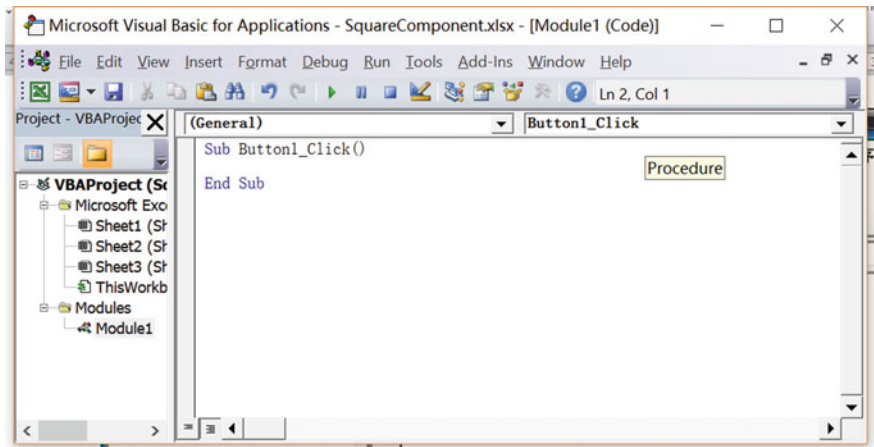 Microsoft Visual Basic for Applications - SquareComponent.xlsx - [Module1 (Code)]
File Edit View Insert Format Debug Run Tools Add-Ins Window Help
Ln 2, Col 1
Project - VBAProjec
(General)
Button1_Click
Sub Button1_Click()
Procedure
End Sub
VBAProject (Sc
Microsoft Exce
Sheet1 (Sh
Sheet2 (Sh
Sheet3 (Sh
ThisWorkb
Modules
Module1